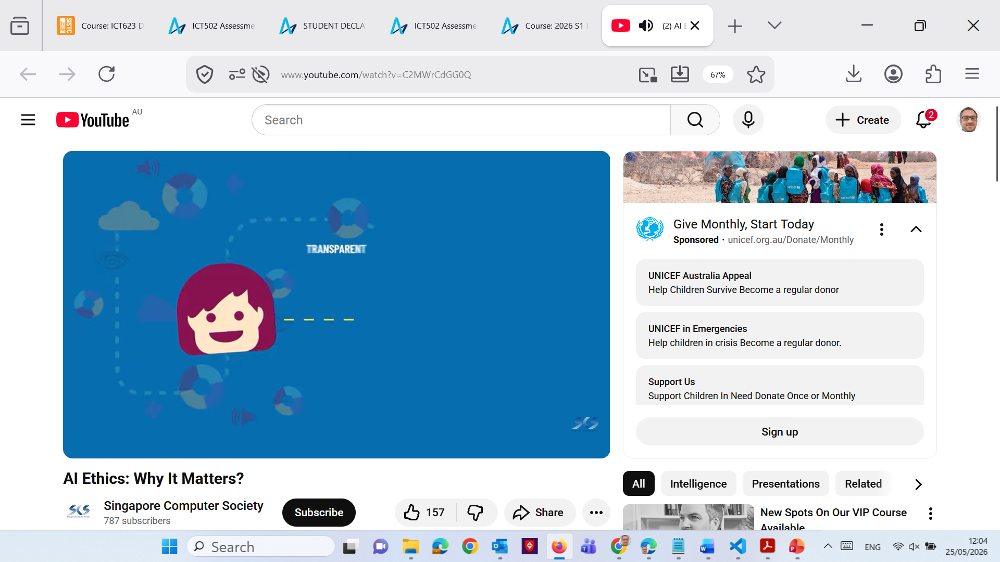 Course: ICT623 D
ICT502 Assessme
STUDENT DECLA
ICT502 Assessme
Course: 2026 S1
(2) AI E
www.youtube.com/watch?v=C2MWrCdGG0Q
67%
YouTube
AU
Search
Create
2
TRANSPARENT
SCS
unicef
Give Monthly, Start Today
Sponsored · unicef.org.au/Donate/Monthly
UNICEF Australia Appeal
Help Children Survive Become a regular donor
UNICEF in Emergencies
Help children in crisis Become a regular donor.
Support Us
Support Children In Need Donate Once or Monthly
Sign up
AI Ethics: Why It Matters?
SCS
Singapore Computer Society
787 subscribers
Subscribe
157
Share
All
Intelligence
Presentations
Related
New Spots On Our VIP Course
Available
Search
ENG
12:04
25/05/2026